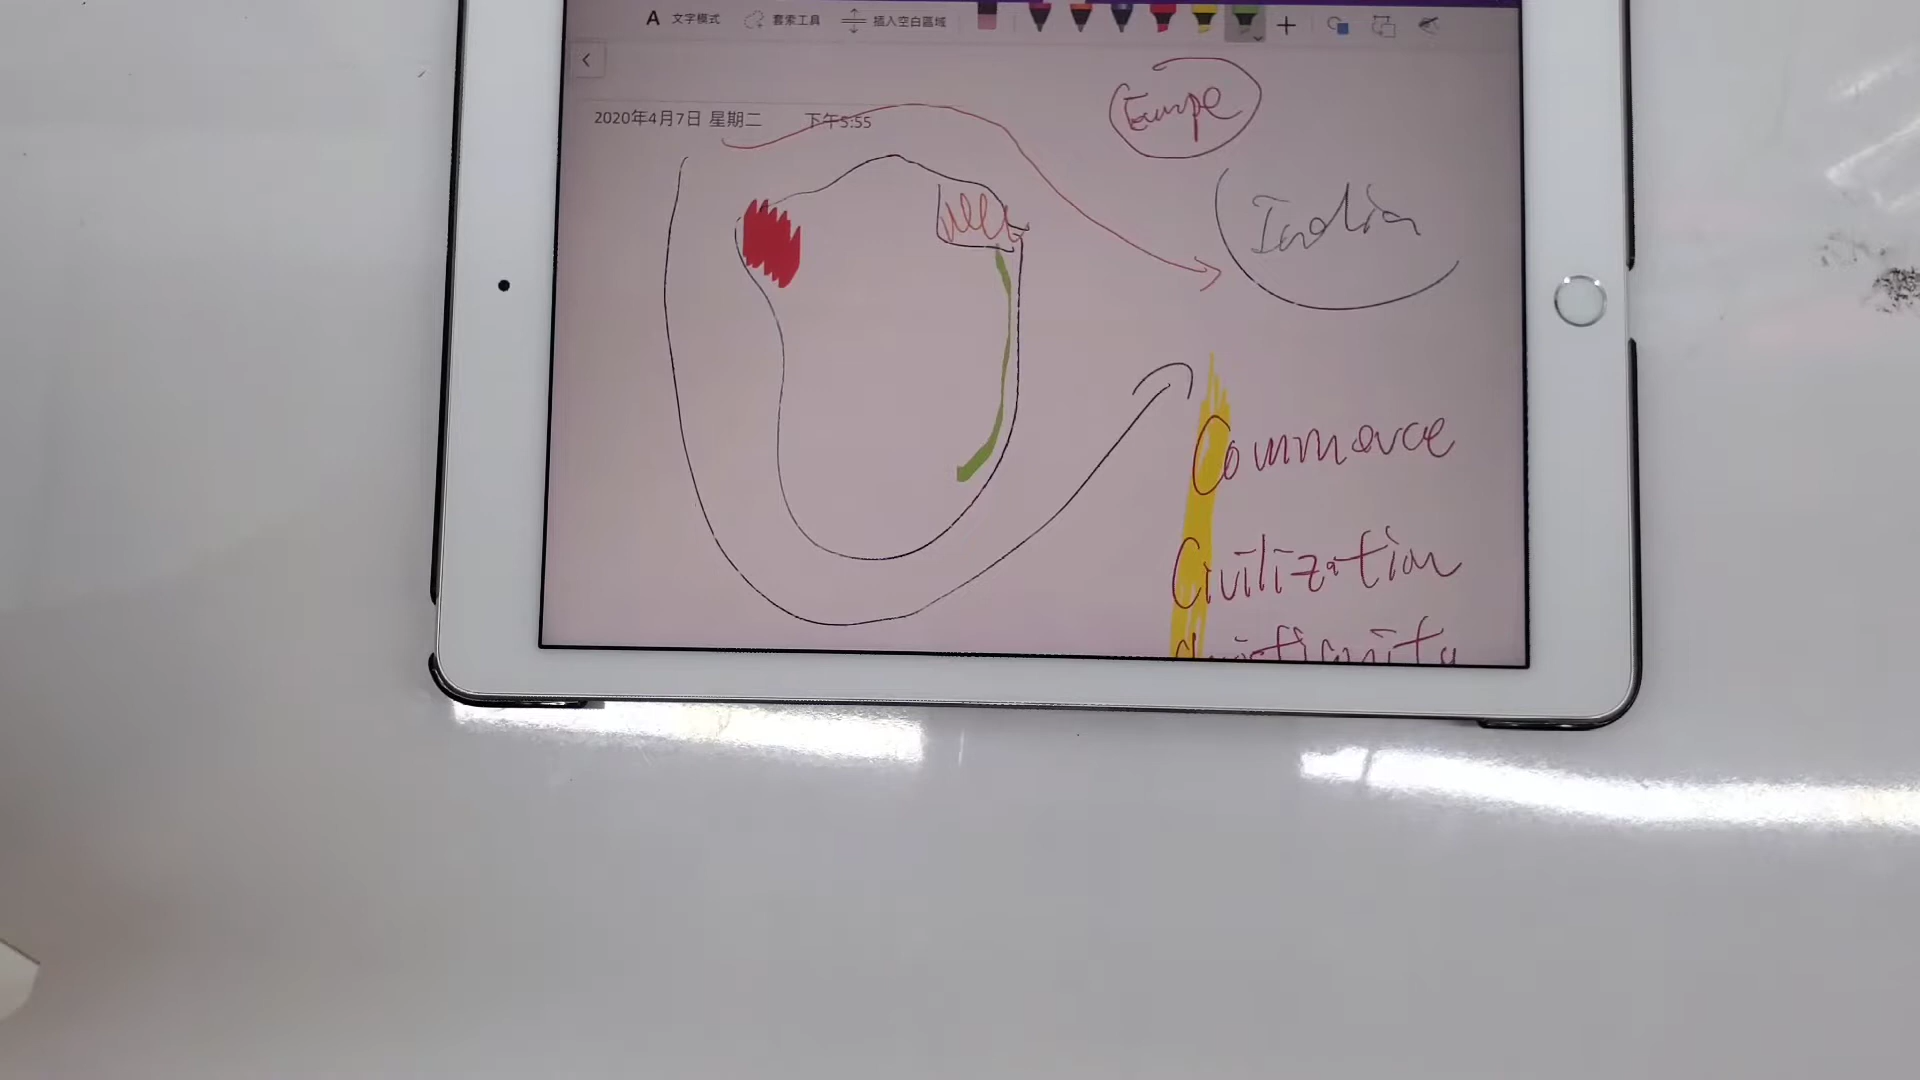 A 文字模式 套索工具 插入空白區域
2020年4月7日 星期二 下午5:55
Europe
India
Commerce
Civilization